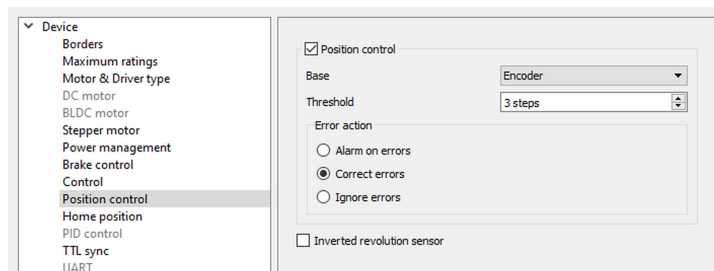 Device
Borders
Maximum ratings
Motor & Driver type
DC motor
BLDC motor
Stepper motor
Power management
Brake control
Control
Position control
Home position
PID control
TTL sync
UART
Position control
Base
Encoder
Threshold
3 steps
Error action
Alarm on errors
Correct errors
Ignore errors
Inverted revolution sensor